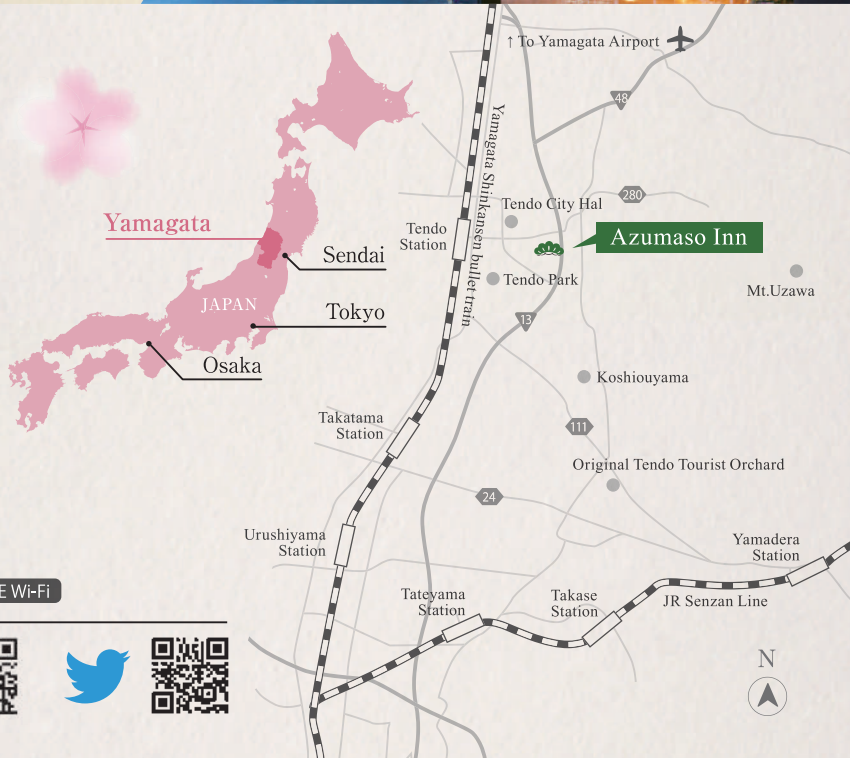 ↑ To Yamagata Airport
48
Yamagata Shinkansen bullet train
280
Tendo City Hal
Yamagata
Tendo
Station
Azumaso Inn
Sendai
Tendo Park
Mt.Uzawa
JAPAN
Tokyo
13
Osaka
Koshiouyama
Takatama
Station
111
Original Tendo Tourist Orchard
24
Urushiyama
Station
Yamadera
Station
E Wi-Fi
Tateyama
Station
Takase
Station
JR Senzan Line
N